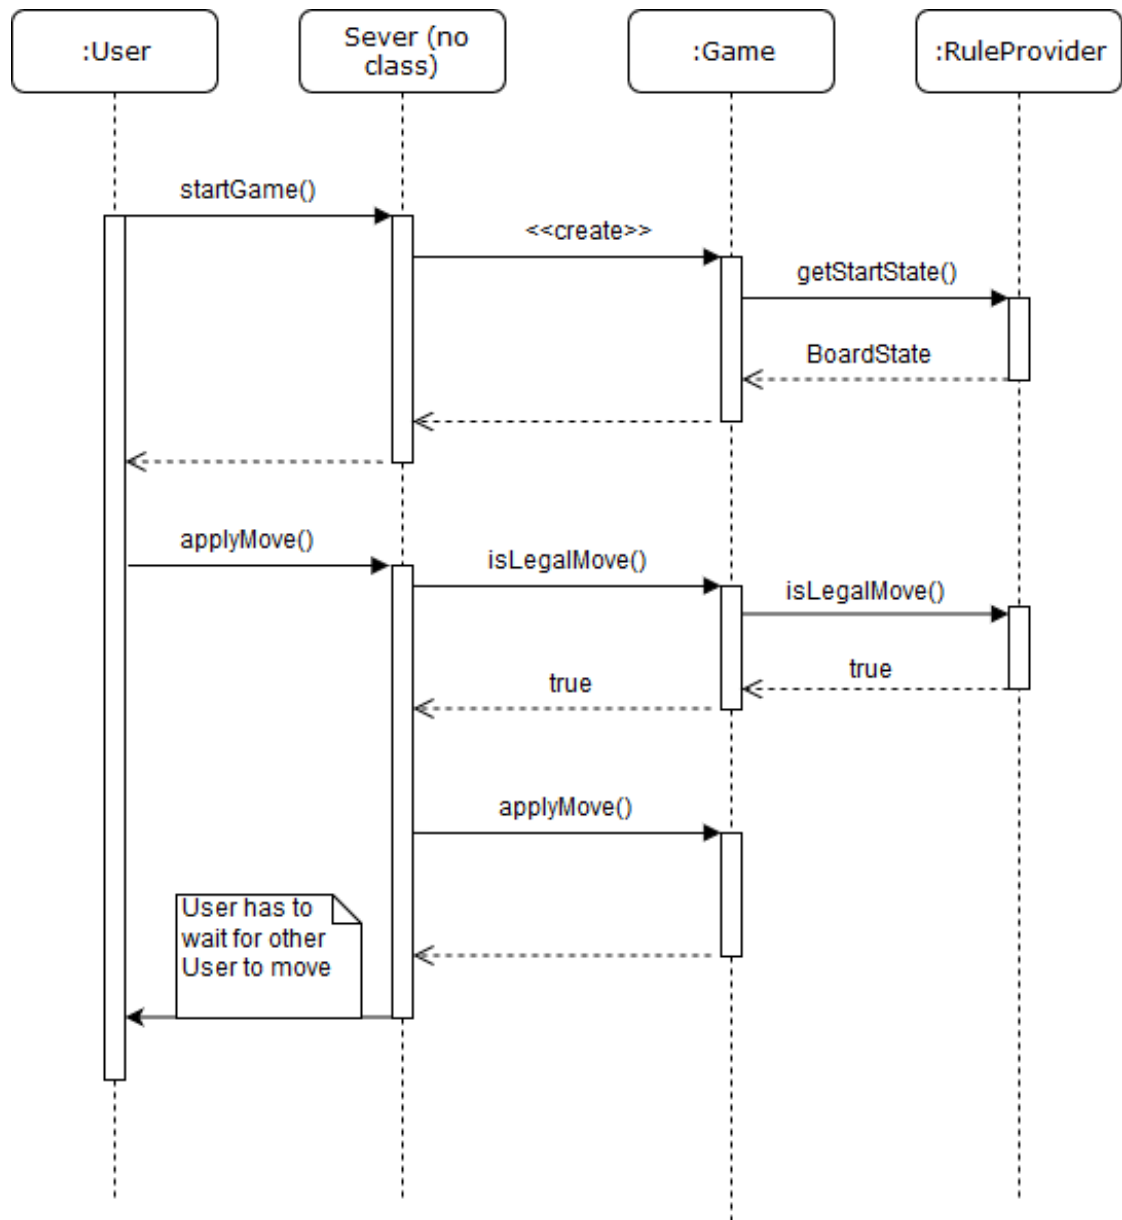 :User
Sever (no
class)
:Game
:RuleProvider
startGame()
<<create>>
getStartState()
BoardState
applyMove()
isLegalMove()
isLegalMove()
true
true
applyMove()
User has to
wait for other
User to move